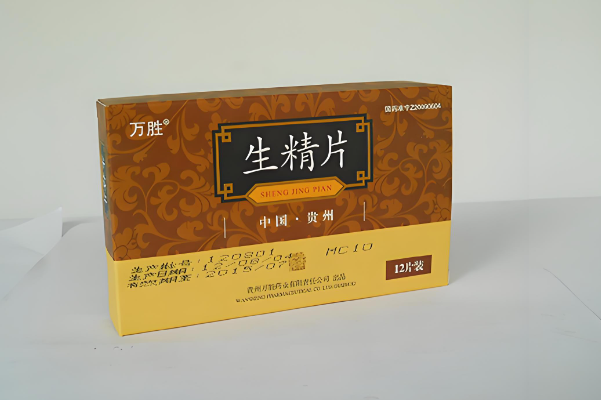 万胜®
国药准字Z20090604
生精片
SHENG JING PIAN
中国·贵州
生产批号:120801 MC10
生产日期:12/08/04
有效期至:2015/07
12片装
贵州万胜药业有限责任公司 出品
WANSHENG PHARMACEUTICAL CO LTD GUIZHOU